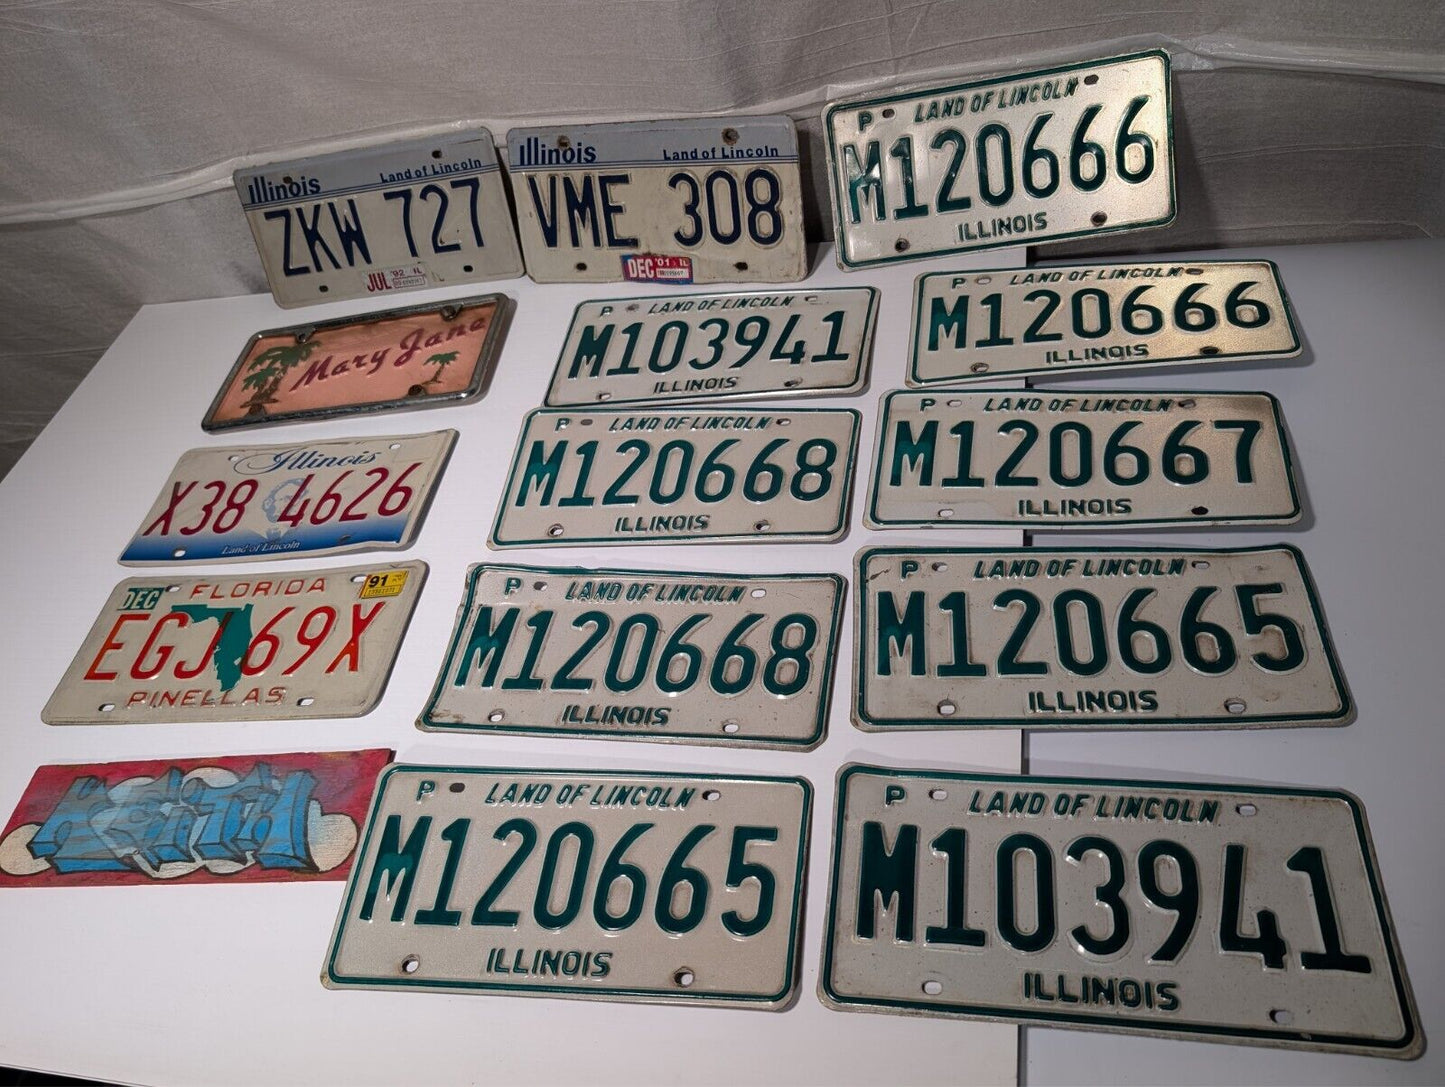 Illinois
Land of Lincoln
ZKW 727
JUL '92 IL
Illinois
Land of Lincoln
VME 308
DEC '01 IL
P LAND OF LINCOLN
M120666
ILLINOIS
Mary Jane
P LAND OF LINCOLN
M103941
ILLINOIS
P LAND OF LINCOLN
M120666
ILLINOIS
Illinois
X38 4626
Land of Lincoln
P LAND OF LINCOLN
M120668
ILLINOIS
P LAND OF LINCOLN
M120667
ILLINOIS
DEC FLORIDA 91
EGJ 69X
PINELLAS
P LAND OF LINCOLN
M120668
ILLINOIS
P LAND OF LINCOLN
M120665
ILLINOIS
KEITH
P LAND OF LINCOLN
M120665
ILLINOIS
P LAND OF LINCOLN
M103941
ILLINOIS